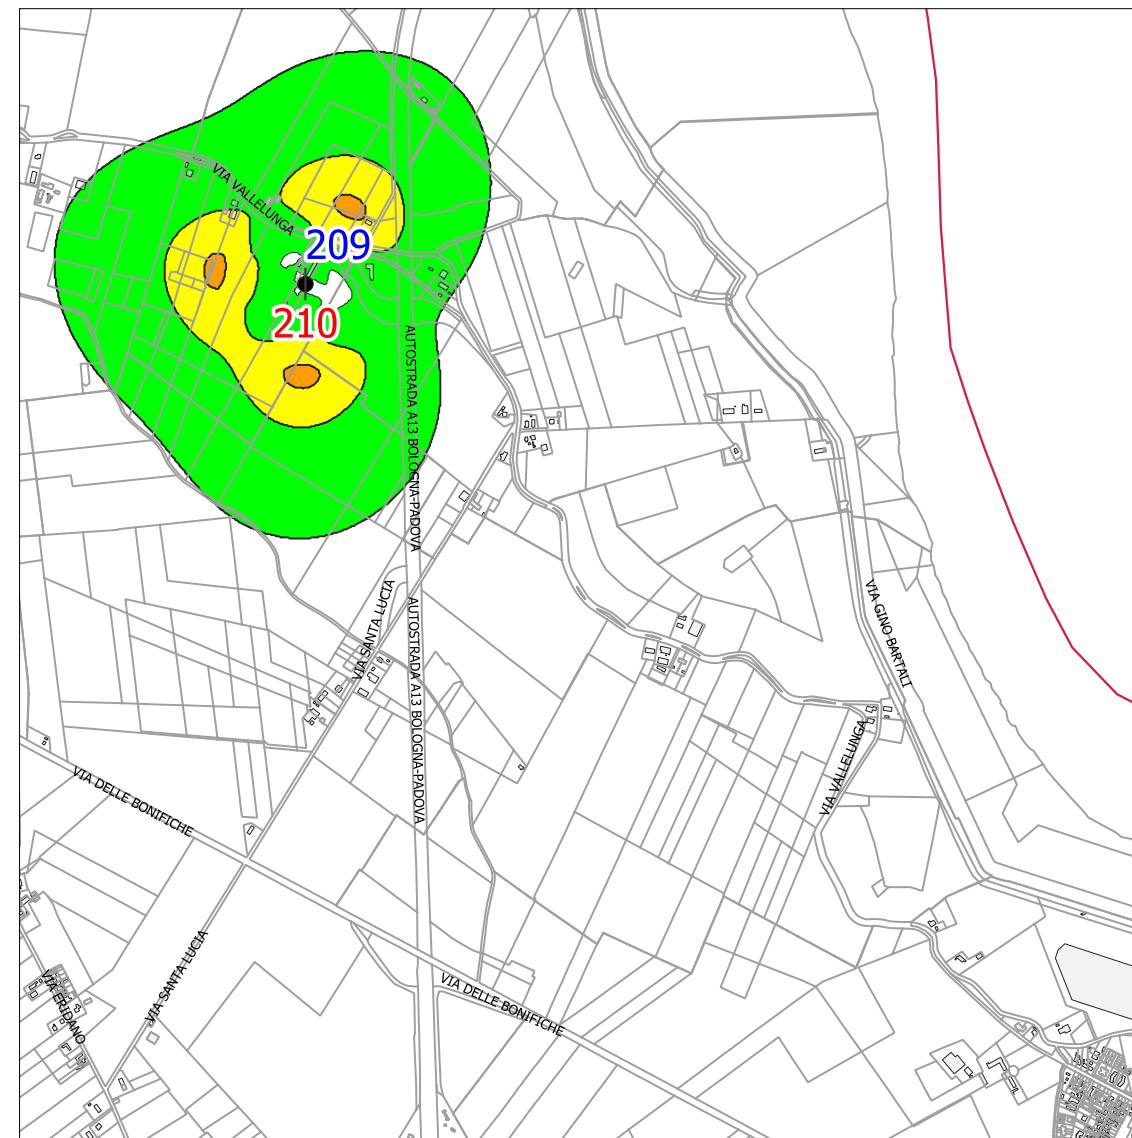 VIA VALLELUNGA
209
210
AUTOSTRADA A13 BOLOGNA-PADOVA
VIA SANTA LUCIA
AUTOSTRADA A13 BOLOGNA-PADOVA
VIA GINO BARTALI
VIA VALLELUNGA
VIA DELLE BONIFICHE
VIA SANTA LUCIA
VIA ERIDANO
VIA DELLE BONIFICHE